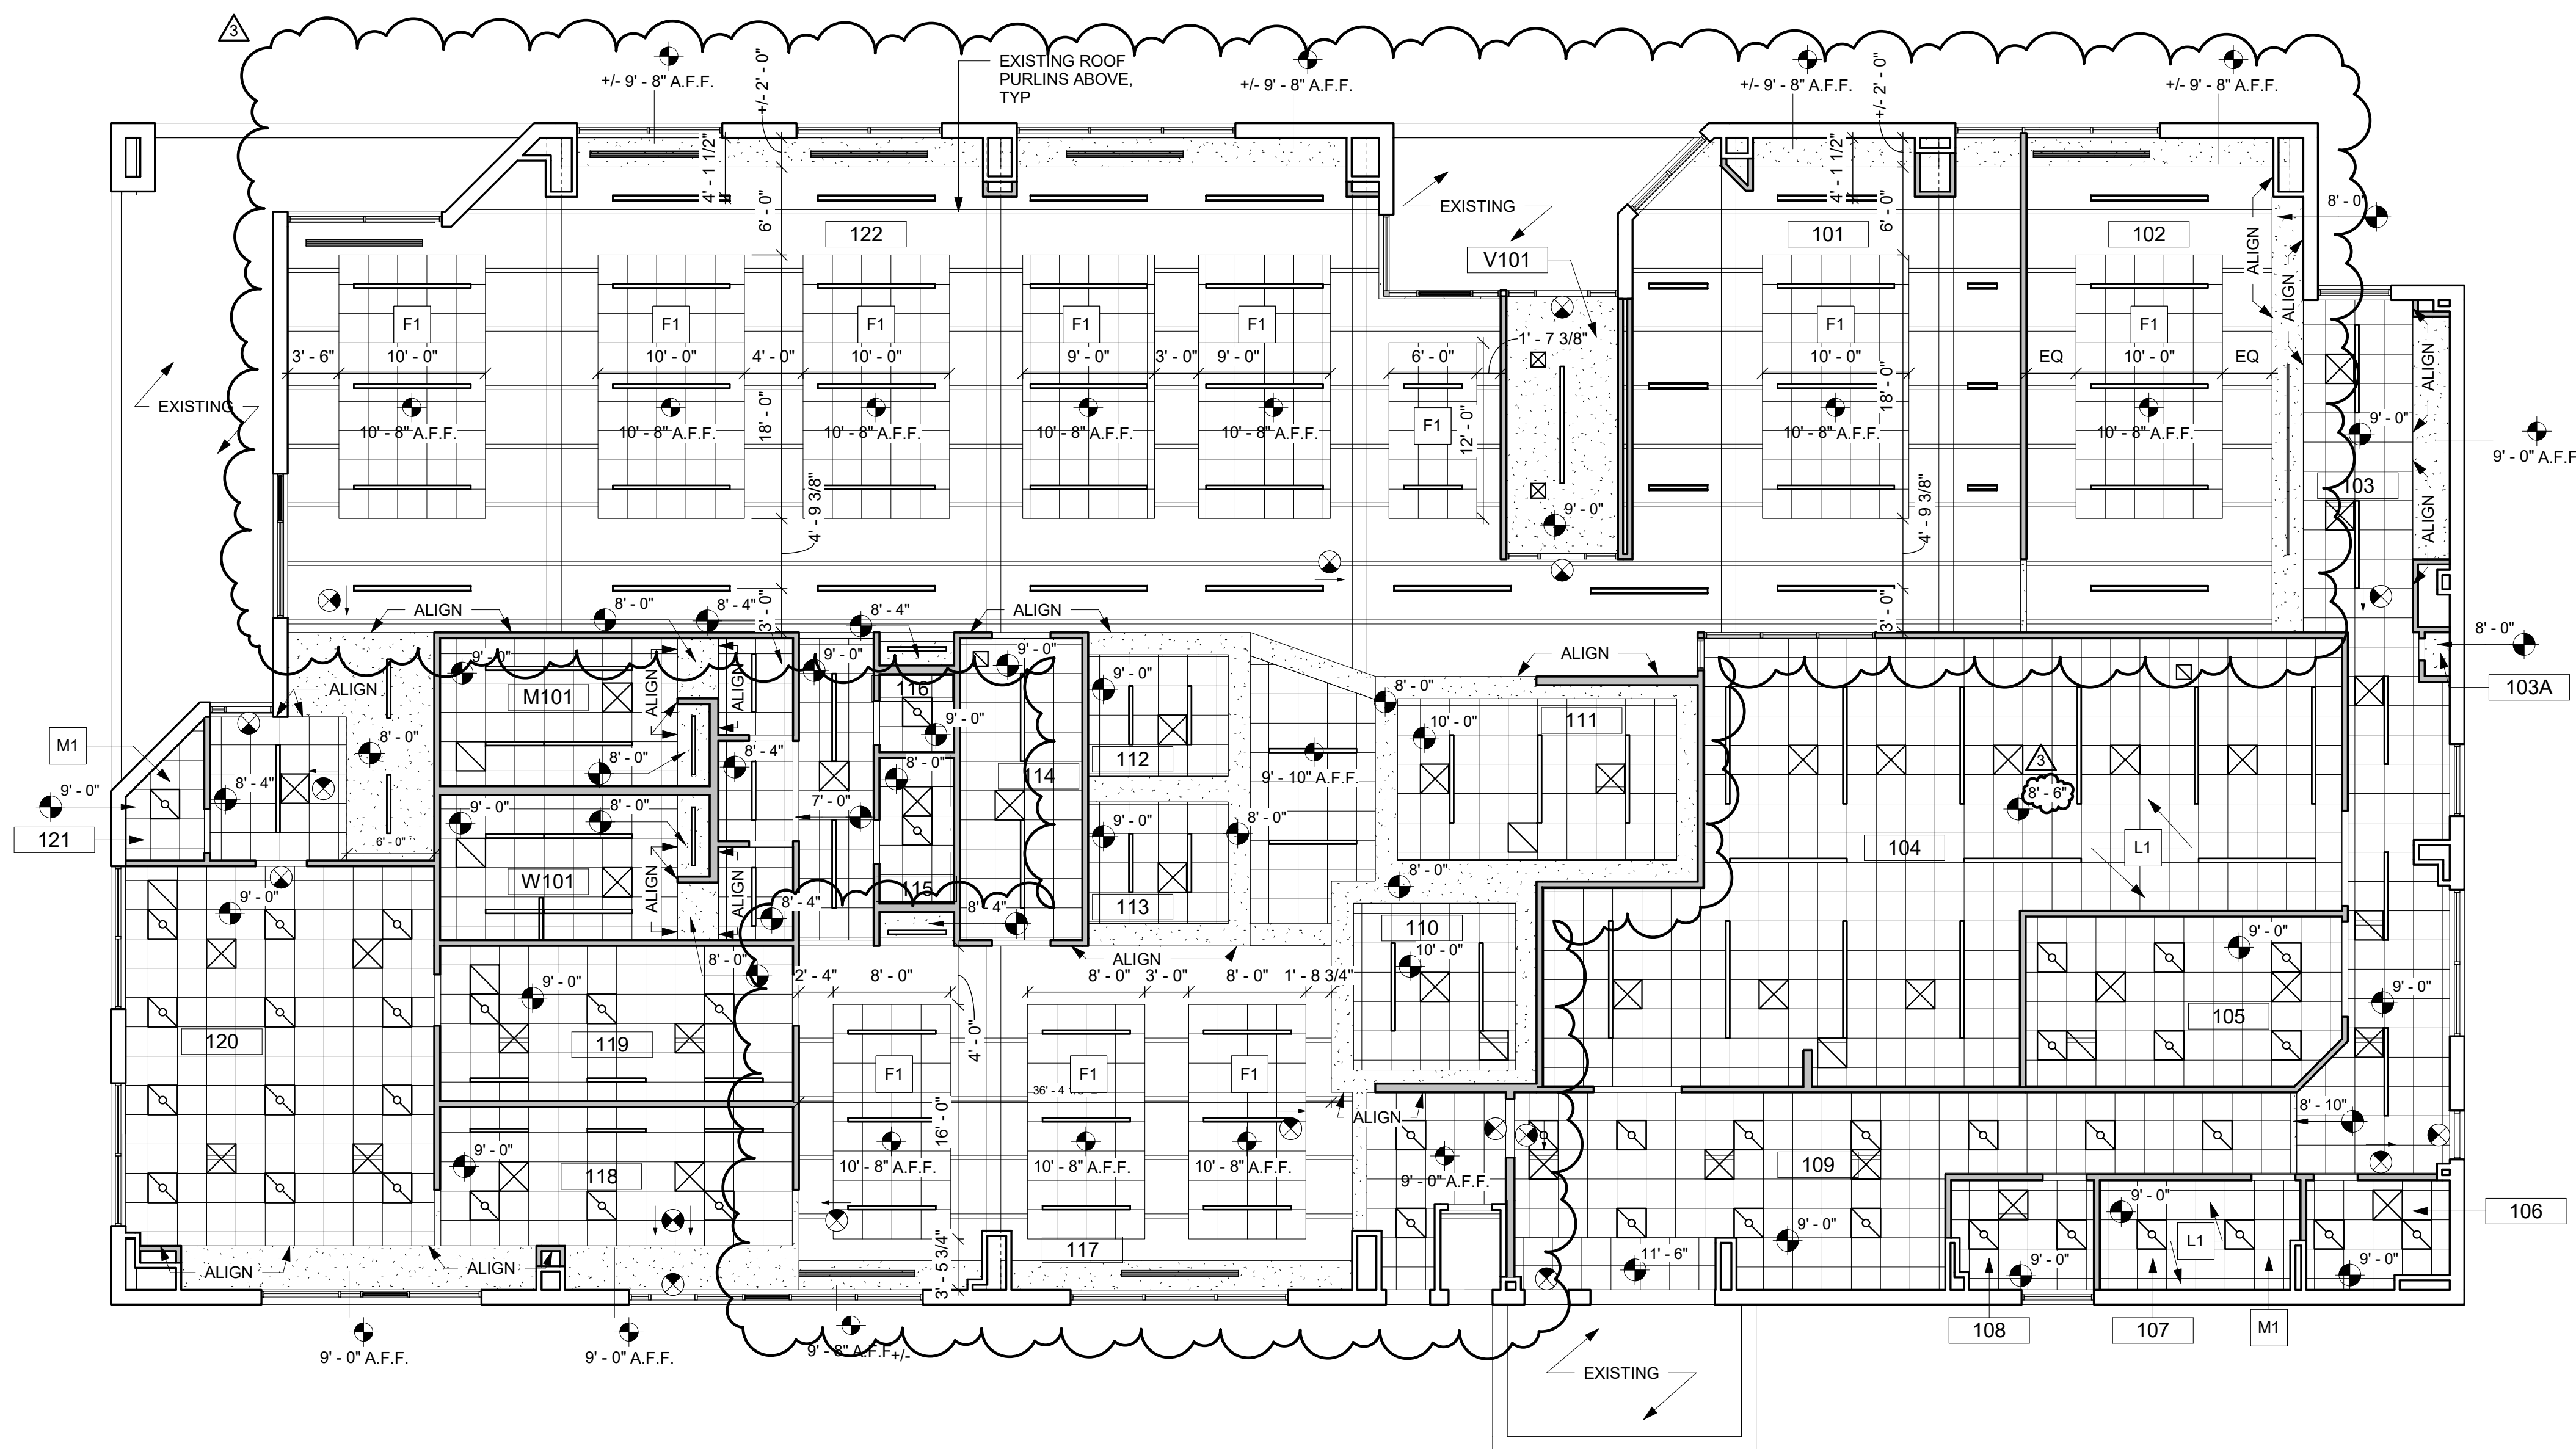 3
+/- 9' - 8" A.F.F.
+/- 2' - 0"
EXISTING ROOF
PURLINS ABOVE,
TYP
+/- 9' - 8" A.F.F.
+/- 9' - 8" A.F.F.
+/- 2' - 0"
+/- 9' - 8" A.F.F.
4' - 1 1/2"
6' - 0"
122
EXISTING
V101
4' - 1 1/2"
6' - 0"
101
102
8' - 0"
ALIGN
ALIGN
F1
F1
F1
F1
F1
F1
F1
3' - 6"
10' - 0"
10' - 0"
4' - 0"
10' - 0"
9' - 0"
3' - 0"
9' - 0"
6' - 0"
1' - 7 3/8"
10' - 0"
EQ
10' - 0"
EQ
ALIGN
EXISTING
10' - 8" A.F.F.
10' - 8" A.F.F.
18' - 0"
10' - 8" A.F.F.
10' - 8" A.F.F.
10' - 8" A.F.F.
F1
12' - 0"
18' - 0"
10' - 8" A.F.F.
10' - 8" A.F.F.
9' - 0"
9' - 0" A.F.F
4' - 9 3/8"
9' - 0"
4' - 9 3/8"
103
ALIGN
ALIGN
8' - 0"
8' - 4"
3' - 0"
8' - 4"
ALIGN
3' - 0"
8' - 0"
9' - 0"
9' - 0"
9' - 0"
ALIGN
ALIGN
M101
ALIGN
ALIGN
116
9' - 0"
9' - 0"
8' - 0"
10' - 0"
111
103A
M1
8' - 0"
8' - 0"
8' - 4"
8' - 0"
114
112
9' - 10" A.F.F.
3
8' - 6"
9' - 0"
8' - 4"
9' - 0"
8' - 0"
7' - 0"
9' - 0"
8' - 0"
121
6' - 0"
104
L1
W101
ALIGN
ALIGN
115
8' - 0"
9' - 0"
8' - 4"
8' - 4"
113
110
10' - 0"
9' - 0"
8' - 0"
ALIGN
9' - 0"
2' - 4"
8' - 0"
8' - 0"
3' - 0"
8' - 0"
1' - 8 3/4"
9' - 0"
105
120
119
4' - 0"
F1
F1
F1
16' - 0"
ALIGN
8' - 10"
9' - 0"
118
10' - 8" A.F.F.
10' - 8" A.F.F.
10' - 8" A.F.F.
9' - 0" A.F.F.
109
9' - 0"
106
117
11' - 6"
9' - 0"
9' - 0"
L1
9' - 0"
ALIGN
ALIGN
3' - 5 3/4"
9' - 0" A.F.F.
9' - 0" A.F.F.
9' - 8" A.F.F +/-
108
107
M1
EXISTING